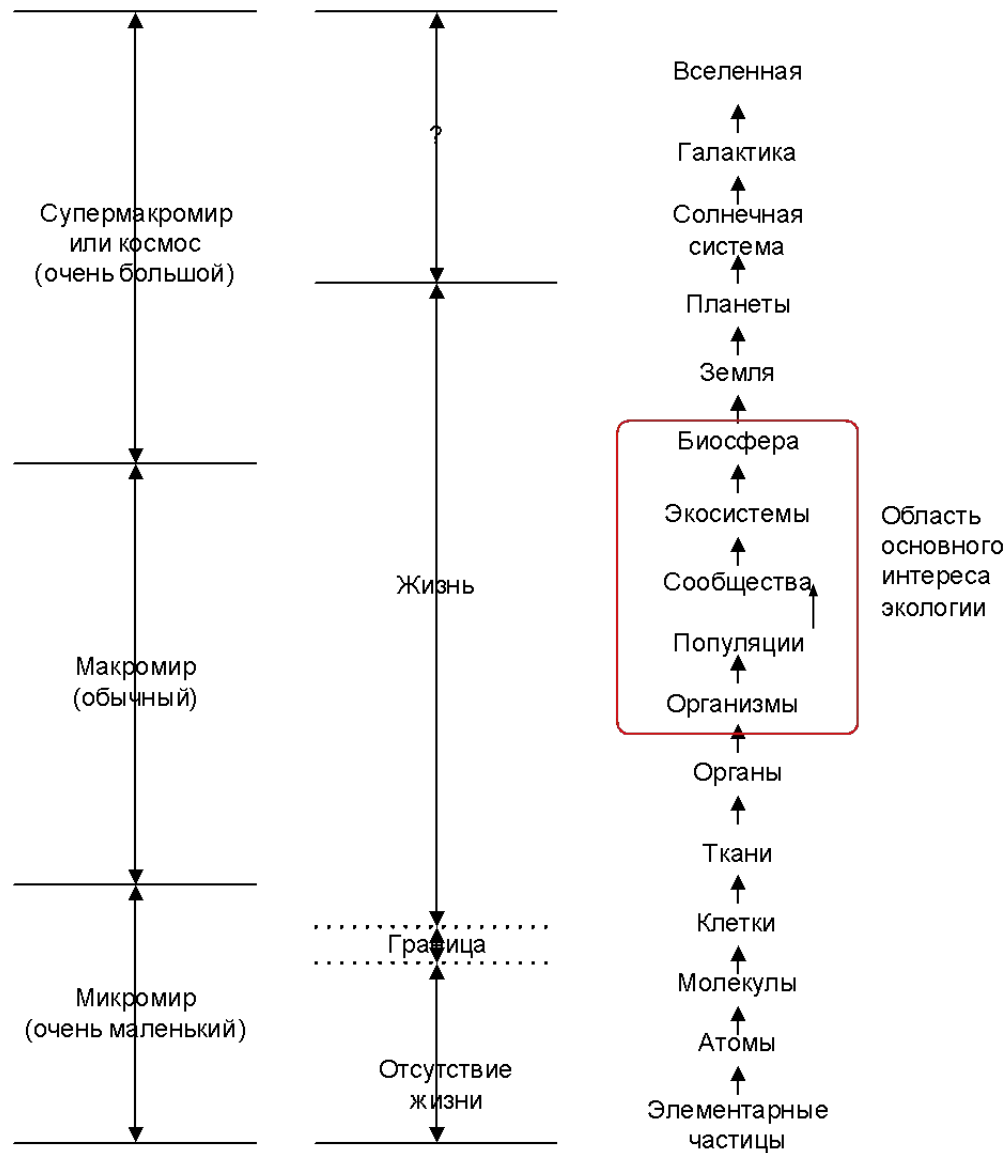 Супермакромир
или космос
(очень большой)
Макромир
(обычный)
Микромир
(очень маленький)
?
Жизнь
Граница
Отсутствие
жизни
Вселенная
Галактика
Солнечная
система
Планеты
Земля
Биосфера
Экосистемы
Сообщества
Популяции
Организмы
Органы
Ткани
Клетки
Молекулы
Атомы
Элементарные
частицы
Область
основного
интереса
экологии